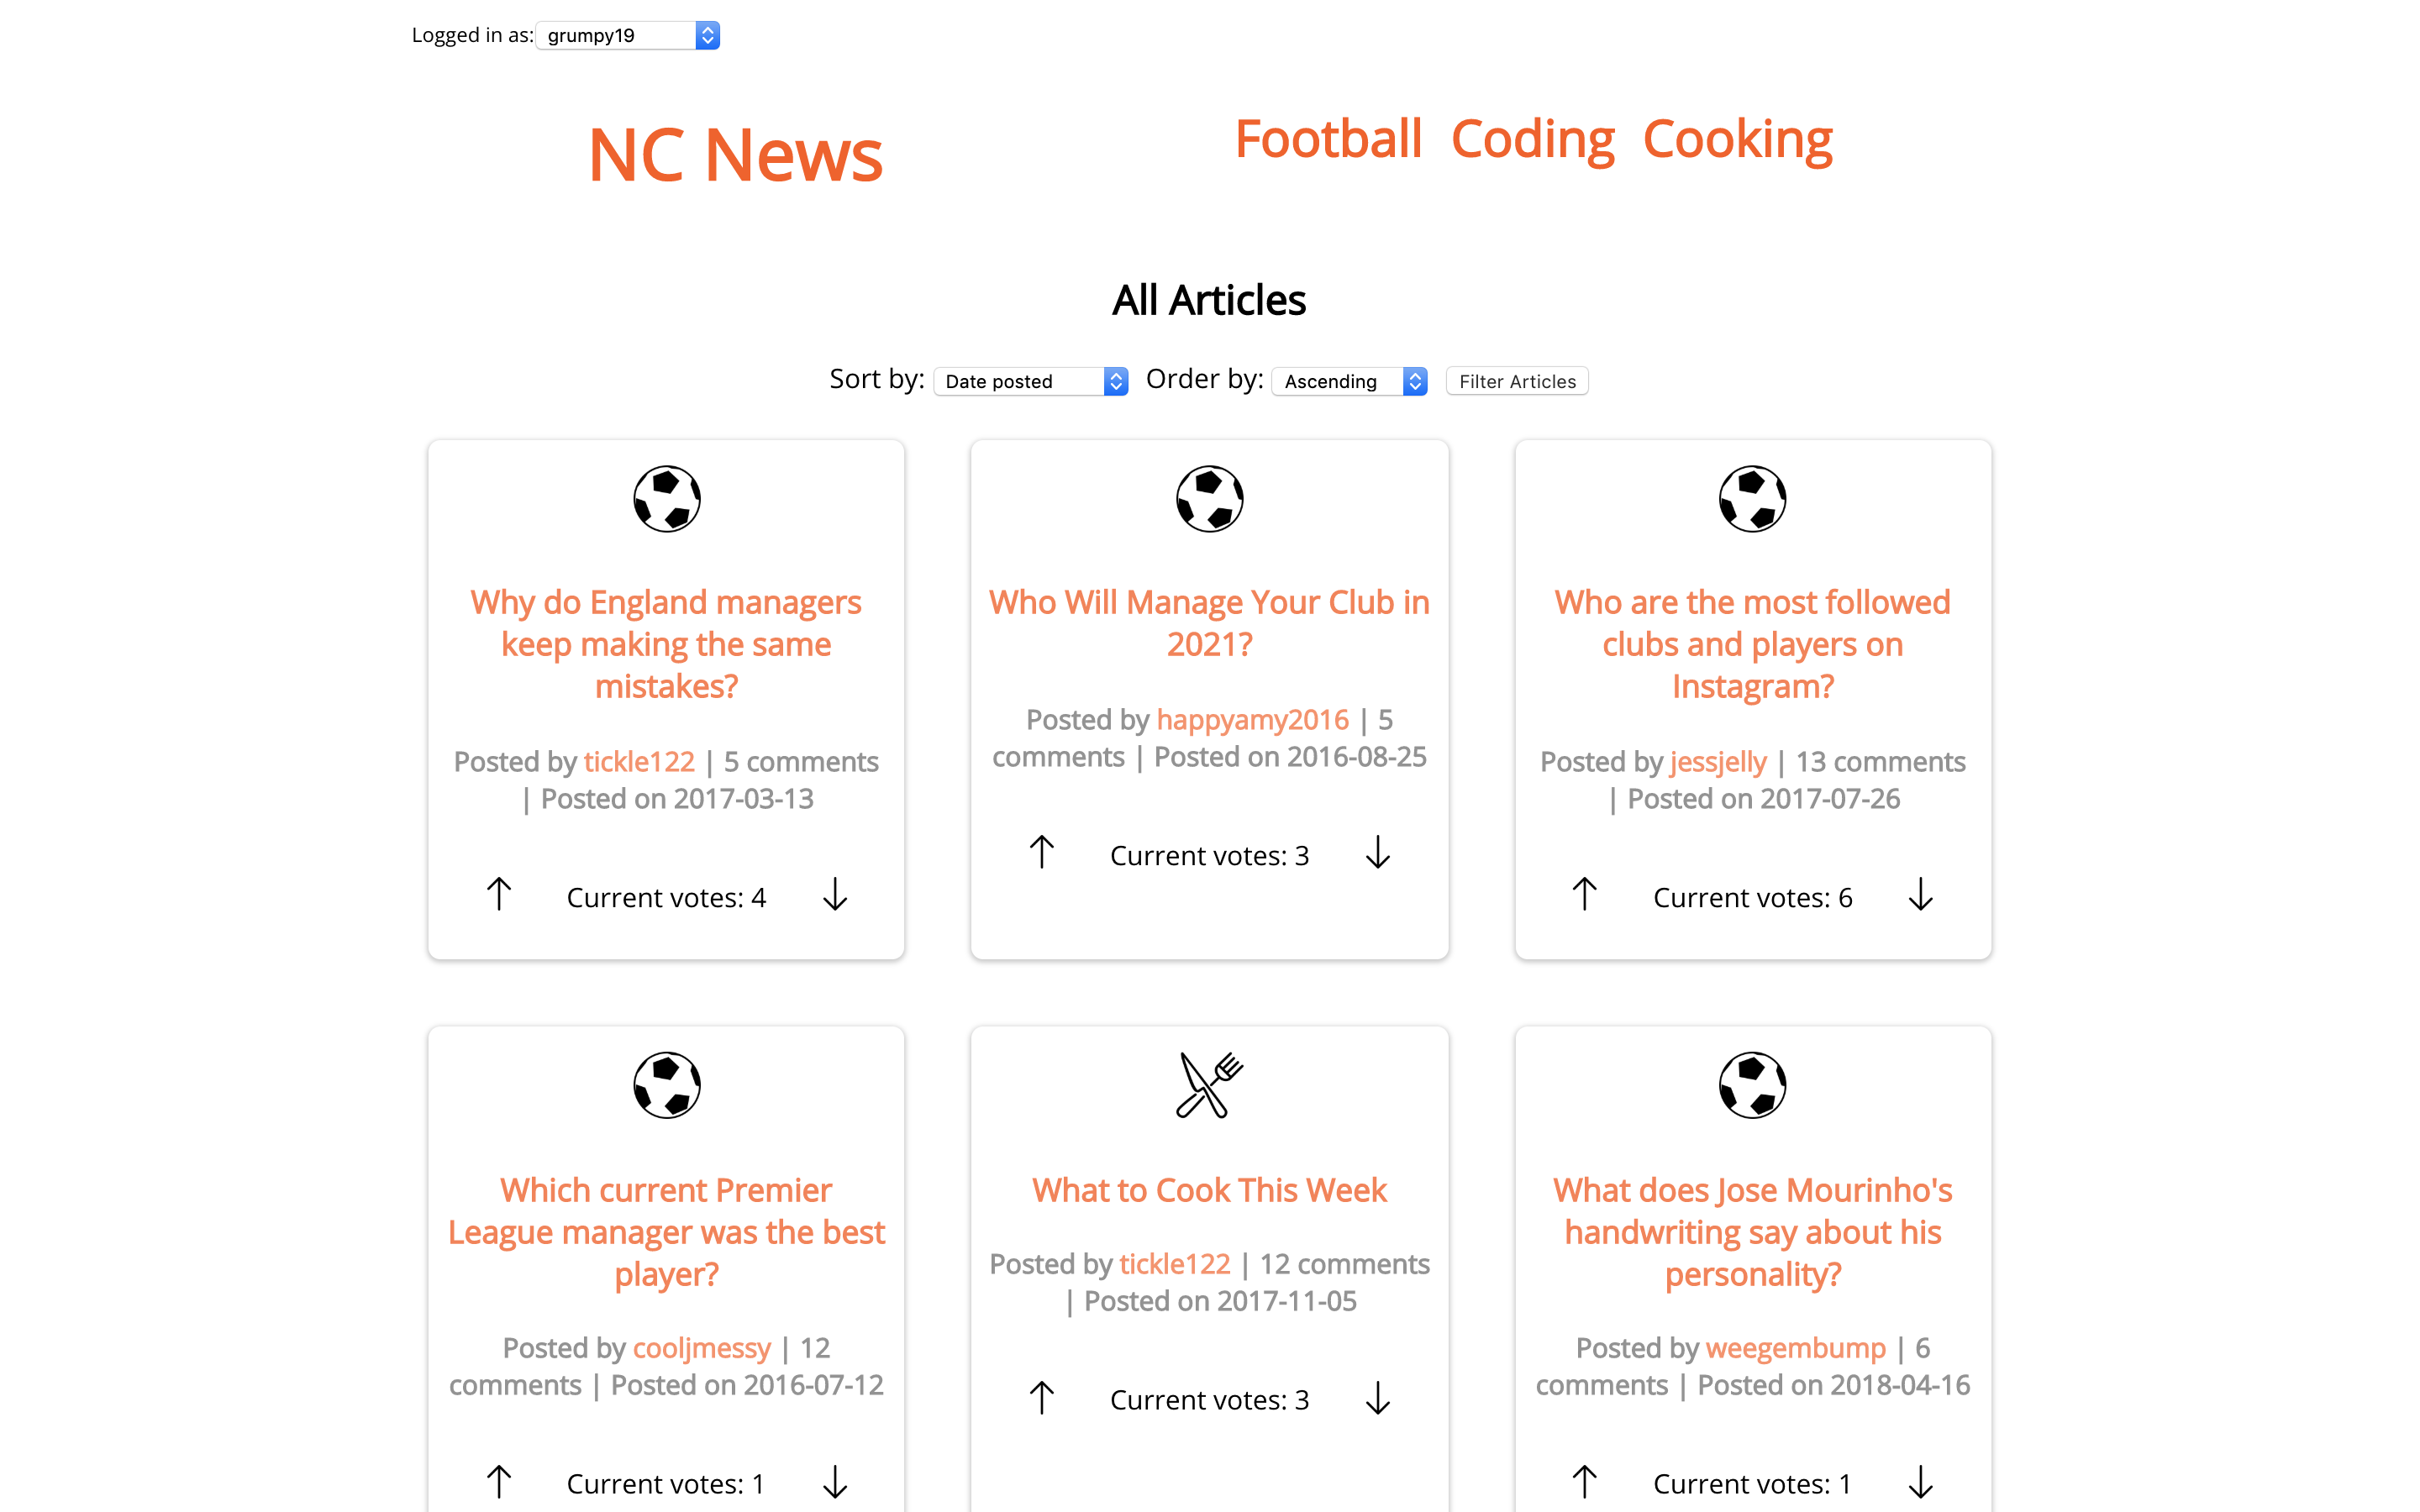 Logged in as: grumpy19
NC News
Football Coding Cooking
All Articles
Sort by: Date posted Order by: Ascending Filter Articles
Why do England managers
keep making the same
mistakes?
Posted by tickle122 | 5 comments
| Posted on 2017-03-13
Current votes: 4
Who Will Manage Your Club in
2021?
Posted by happyamy2016 | 5
comments | Posted on 2016-08-25
Current votes: 3
Who are the most followed
clubs and players on
Instagram?
Posted by jessjelly | 13 comments
| Posted on 2017-07-26
Current votes: 6
Which current Premier
League manager was the best
player?
Posted by cooljmessy | 12
comments | Posted on 2016-07-12
Current votes: 1
What to Cook This Week
Posted by tickle122 | 12 comments
| Posted on 2017-11-05
Current votes: 3
What does Jose Mourinho's
handwriting say about his
personality?
Posted by weegembump | 6
comments | Posted on 2018-04-16
Current votes: 1